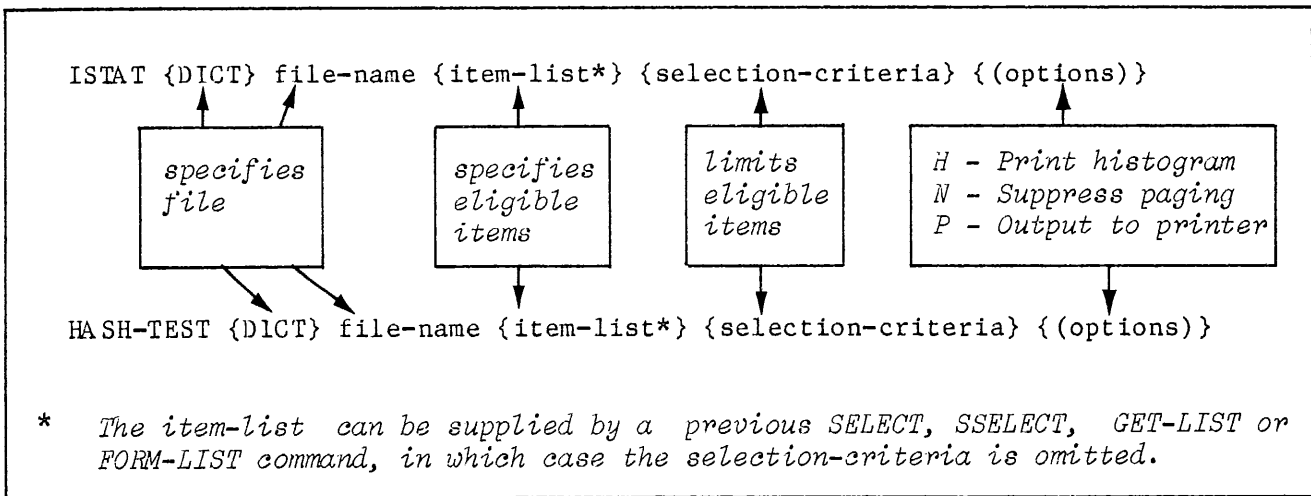 ISTAT {DICT} file-name {item-list*} {selection-criteria} {(options)}
specifies
file
specifies
eligible
items
limits
eligible
items
H - Print histogram
N - Suppress paging
P - Output to printer
HASH-TEST {DICT} file-name {item-list*} {selection-criteria} {(options)}
* The item-list can be supplied by a previous SELECT, SSELECT, GET-LIST or
FORM-LIST command, in which case the selection-criteria is omitted.